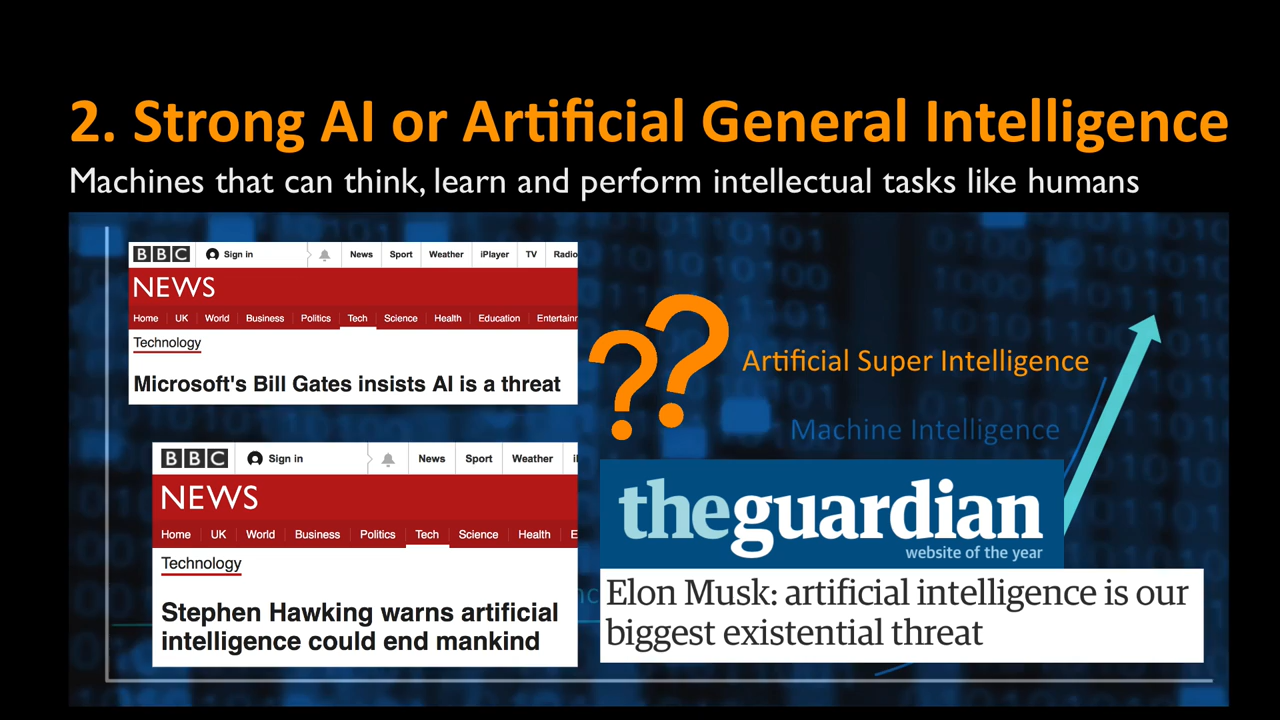 2. Strong AI or Artificial General Intelligence
Machines that can think, learn and perform intellectual tasks like humans
BBC Sign in News Sport Weather iPlayer TV Radio
NEWS
Home UK World Business Politics Tech Science Health Education Entertainr
Technology
Microsoft's Bill Gates insists AI is a threat
??
Artificial Super Intelligence
Machine Intelligence
BBC Sign in News Sport Weather
NEWS
Home UK World Business Politics Tech Science Health E
Technology
Stephen Hawking warns artificial
intelligence could end mankind
theguardian
website of the year
Elon Musk: artificial intelligence is our
biggest existential threat